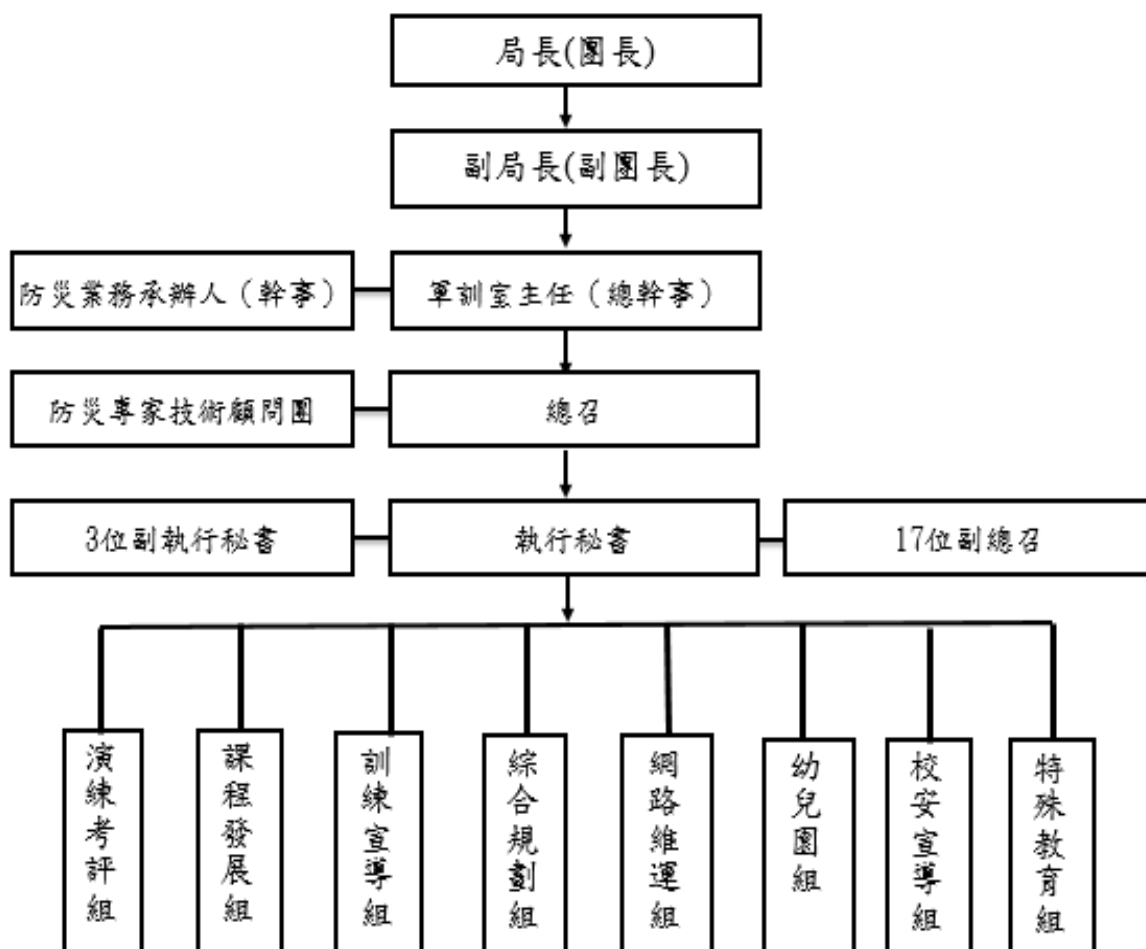 局長(團長)
副局長(副團長)
防災業務承辦人（幹事）
軍訓室主任（總幹事）
防災專家技術顧問團
總召
3位副執行秘書
執行秘書
17位副總召
演練考評組
課程發展組
訓練宣導組
綜合規劃組
網路維運組
幼兒園組
校安宣導組
特殊教育組